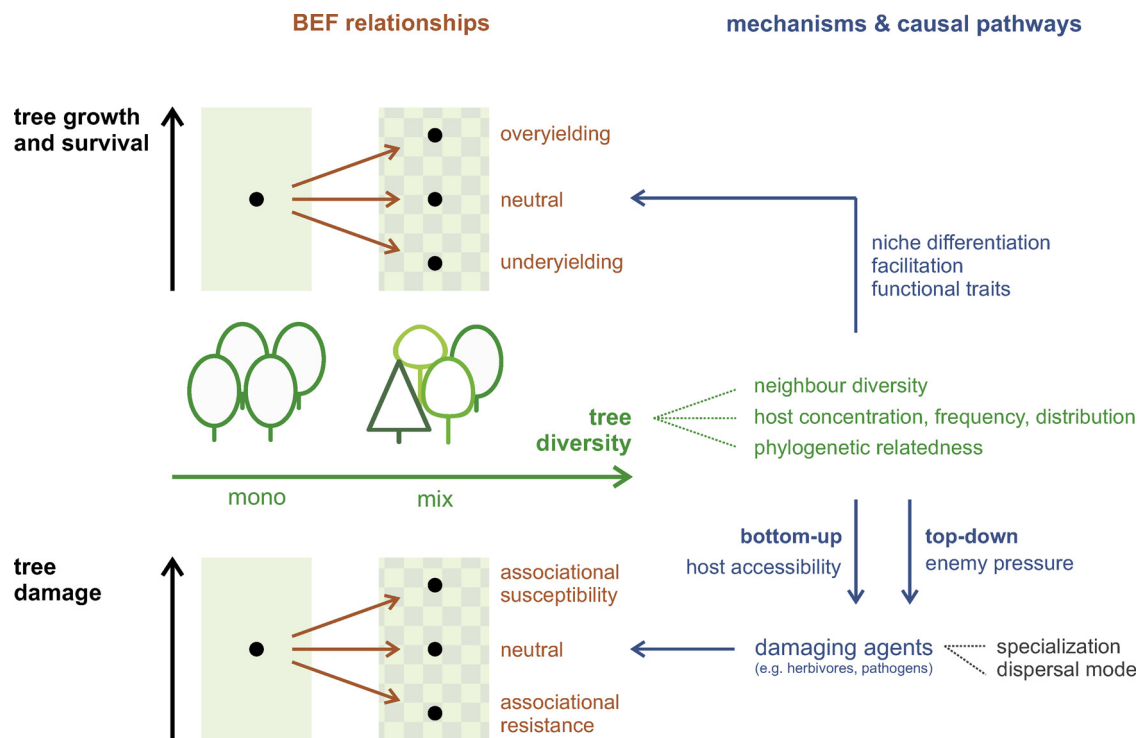 BEF relationships
mechanisms & causal pathways
tree growth
and survival
overyielding
neutral
underyielding
niche differentiation
facilitation
functional traits
tree
diversity
neighbour diversity
host concentration, frequency, distribution
phylogenetic relatedness
mono
mix
bottom-up
host accessibility
top-down
enemy pressure
tree
damage
associational
susceptibility
neutral
associational
resistance
damaging agents
(e.g. herbivores, pathogens)
specialization
dispersal mode